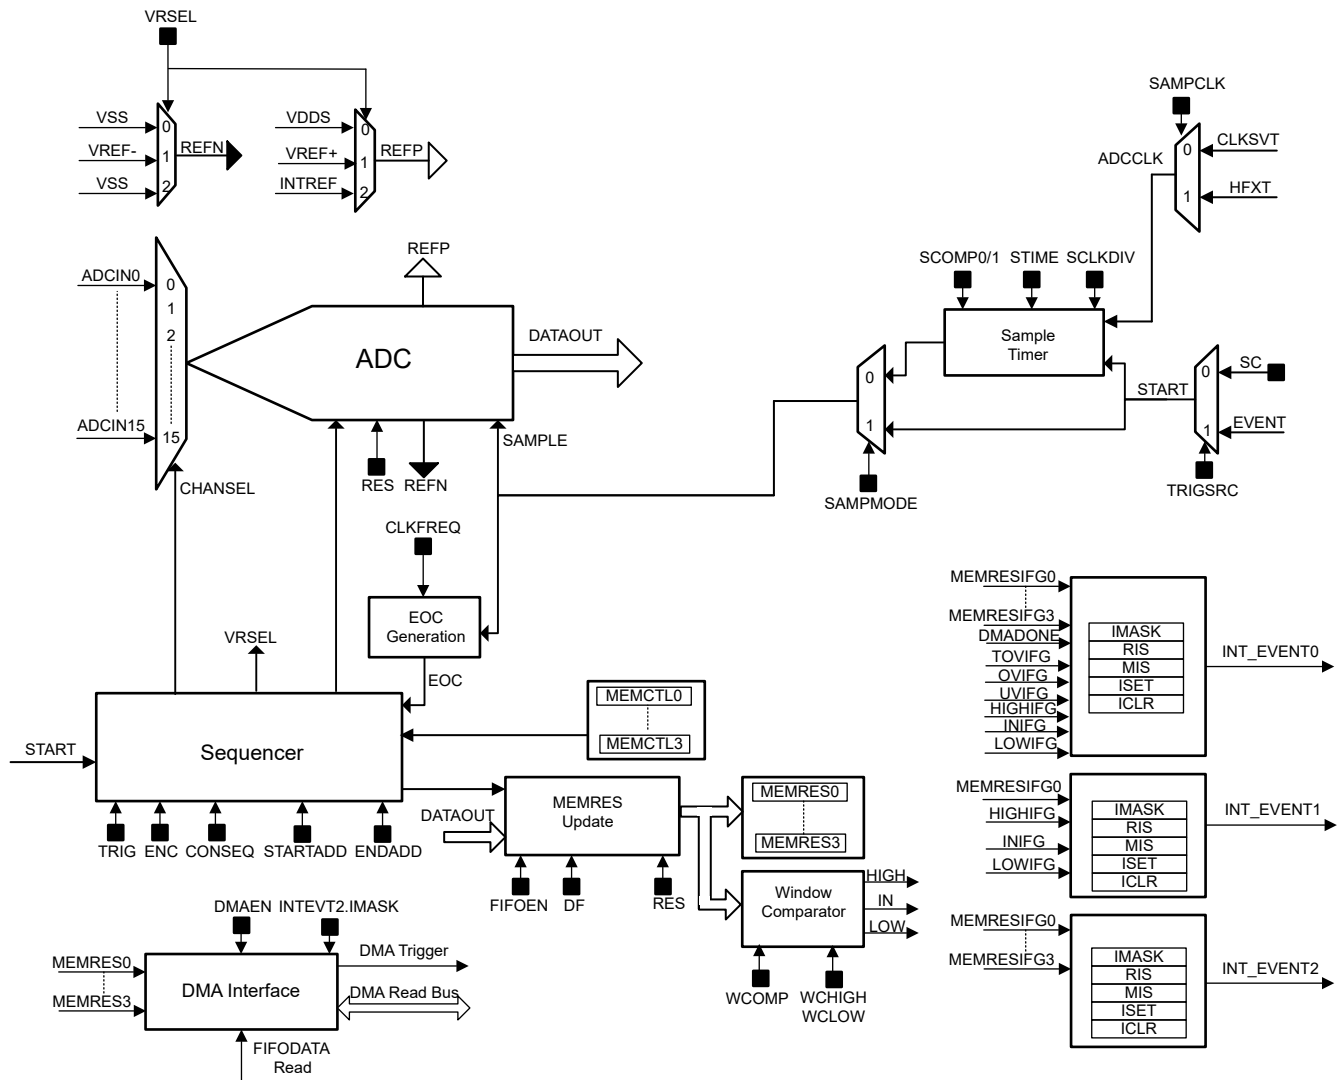 VRSEL
VSS
VREF-
VSS
0
1
2
REFN
VDDS
VREF+
INTREF
0
1
2
REFP
SAMPCLK
ADCCLK
0
1
CLKSVT
HFXT
ADCIN0
ADCIN15
0
1
2
15
CHANSEL
REFP
ADC
DATAOUT
SAMPLE
RES
REFN
SCOMP0/1
STIME
SCLKDIV
Sample
Timer
0
1
SAMPMODE
START
0
1
SC
EVENT
TRIGSRC
CLKFREQ
EOC
Generation
EOC
VRSEL
START
Sequencer
TRIG
ENC
CONSEQ
STARTADD
ENDADD
MEMCTL0
MEMCTL3
DATAOUT
MEMRES
Update
FIFOEN
DF
RES
MEMRES0
MEMRES3
Window
Comparator
HIGH
IN
LOW
WCOMP
WCHIGH
WCLOW
DMAEN
INTEVT2.IMASK
MEMRES0
MEMRES3
DMA Interface
DMA Trigger
DMA Read Bus
FIFODATA
Read
MEMRESIFG0
MEMRESIFG3
DMADONE
TOVIFG
OVIFG
UVIFG
HIGHIFG
INIFG
LOWIFG
IMASK
RIS
MIS
ISET
ICLR
INT_EVENT0
MEMRESIFG0
HIGHIFG
INIFG
LOWIFG
IMASK
RIS
MIS
ISET
ICLR
INT_EVENT1
MEMRESIFG0
MEMRESIFG3
IMASK
RIS
MIS
ISET
ICLR
INT_EVENT2